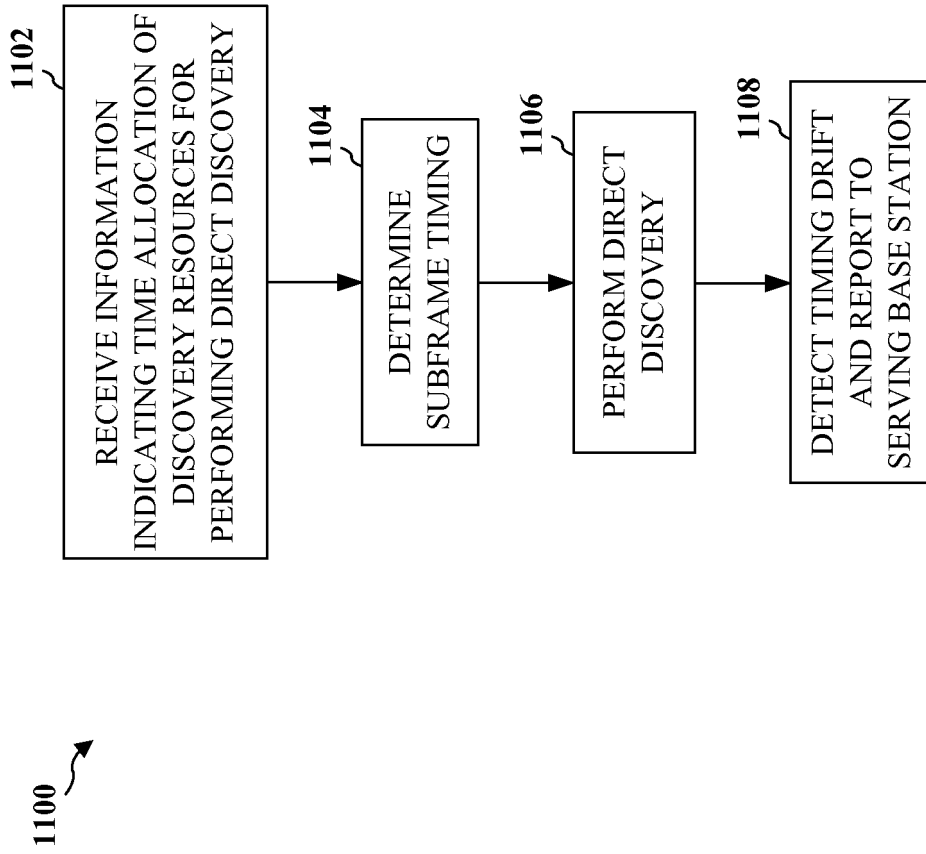 1100
1102
RECEIVE INFORMATION
INDICATING TIME ALLOCATION OF
DISCOVERY RESOURCES FOR
PERFORMING DIRECT DISCOVERY
1104
DETERMINE
SUBFRAME TIMING
1106
PERFORM DIRECT
DISCOVERY
1108
DETECT TIMING DRIFT
AND REPORT TO
SERVING BASE STATION